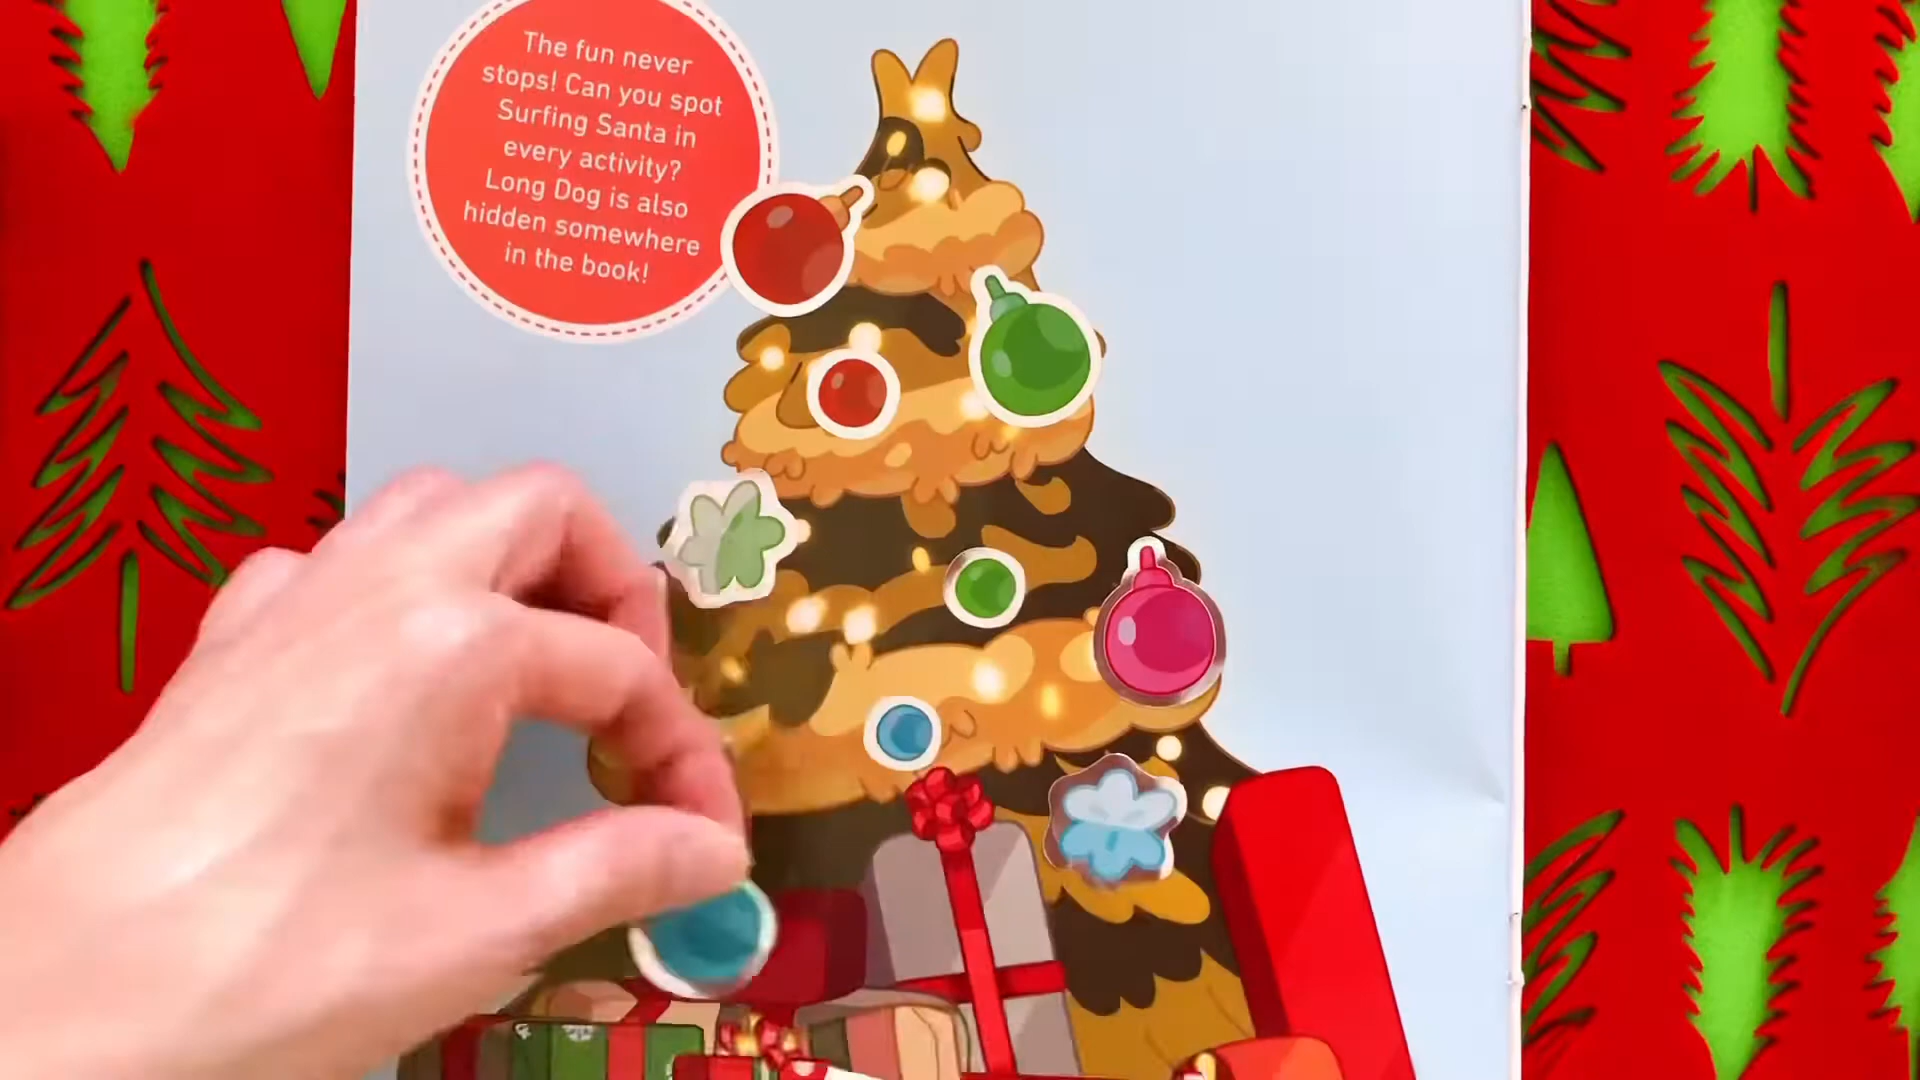 The fun never
stops! Can you spot
Surfing Santa in
every activity?
Long Dog is also
hidden somewhere
in the book!